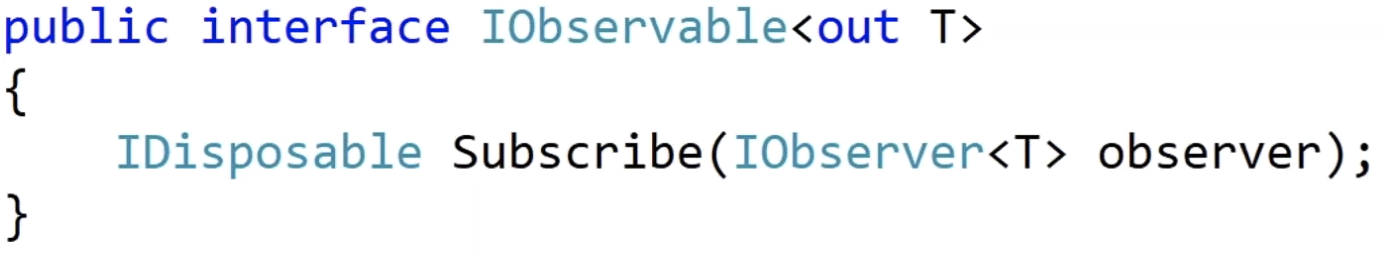 public interface IObservable<out T>
{
    IDisposable Subscribe(IObserver<T> observer);
}